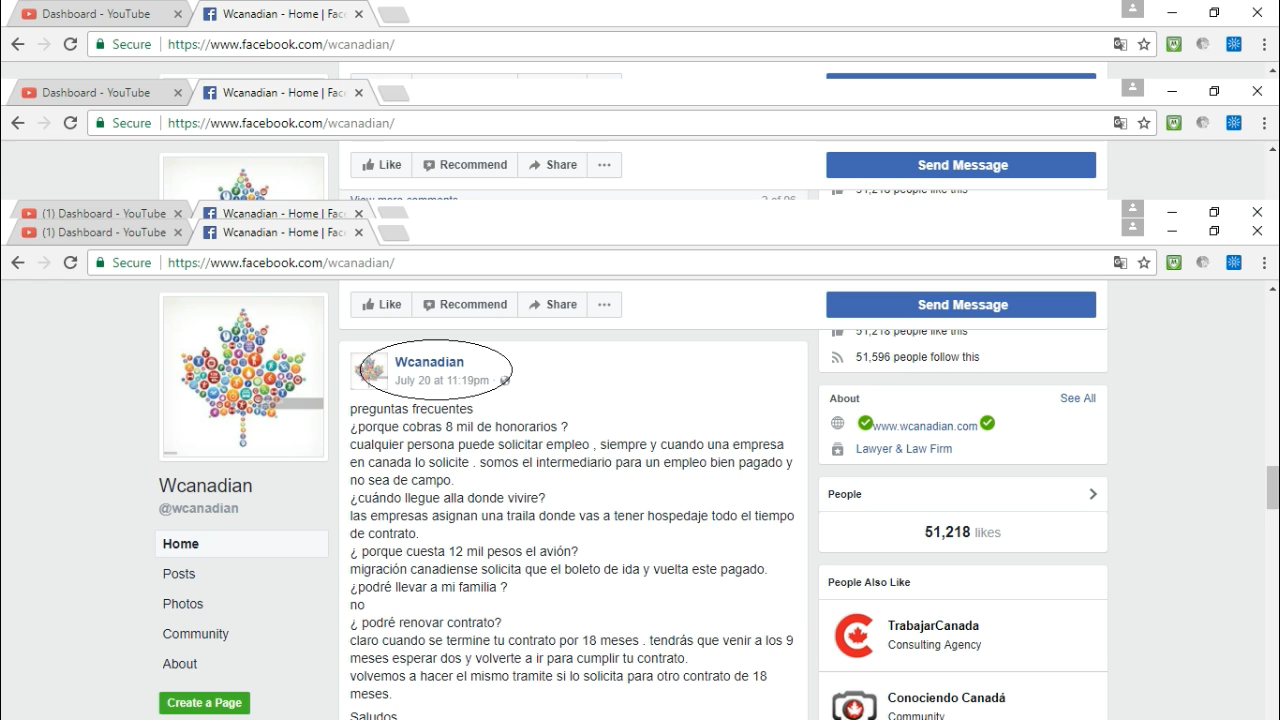 Dashboard - YouTube
Wcanadian - Home | Fac
Secure
https://www.facebook.com/wcanadian/
Dashboard - YouTube
Wcanadian - Home | Fac
Secure
https://www.facebook.com/wcanadian/
Like
Recommend
Share
Send Message
51,218 people like this
View more comments
2 of 96
(1) Dashboard - YouTube
Wcanadian - Home | Fac
(1) Dashboard - YouTube
Wcanadian - Home | Fac
Secure
https://www.facebook.com/wcanadian/
Like
Recommend
Share
Send Message
Wcanadian
@wcanadian
Home
Posts
Photos
Community
About
Create a Page
Wcanadian
July 20 at 11:19pm
preguntas frecuentes
¿porque cobras 8 mil de honorarios ?
cualquier persona puede solicitar empleo , siempre y cuando una empresa
en canada lo solicite . somos el intermediario para un empleo bien pagado y
no sea de campo.
¿cuándo llegue alla donde vivire?
las empresas asignan una traila donde vas a tener hospedaje todo el tiempo
de contrato.
¿ porque cuesta 12 mil pesos el avión?
migración canadiense solicita que el boleto de ida y vuelta este pagado.
¿podré llevar a mi familia ?
no
¿ podré renovar contrato?
claro cuando se termine tu contrato por 18 meses . tendrás que venir a los 9
meses esperar dos y volverte a ir para cumplir tu contrato.
volvemos a hacer el mismo tramite si lo solicita para otro contrato de 18
meses.
Saludos
51,218 people like this
51,596 people follow this
About
See All
www.wcanadian.com
Lawyer & Law Firm
People
51,218 likes
People Also Like
TrabajarCanada
Consulting Agency
Conociendo Canadá
Community